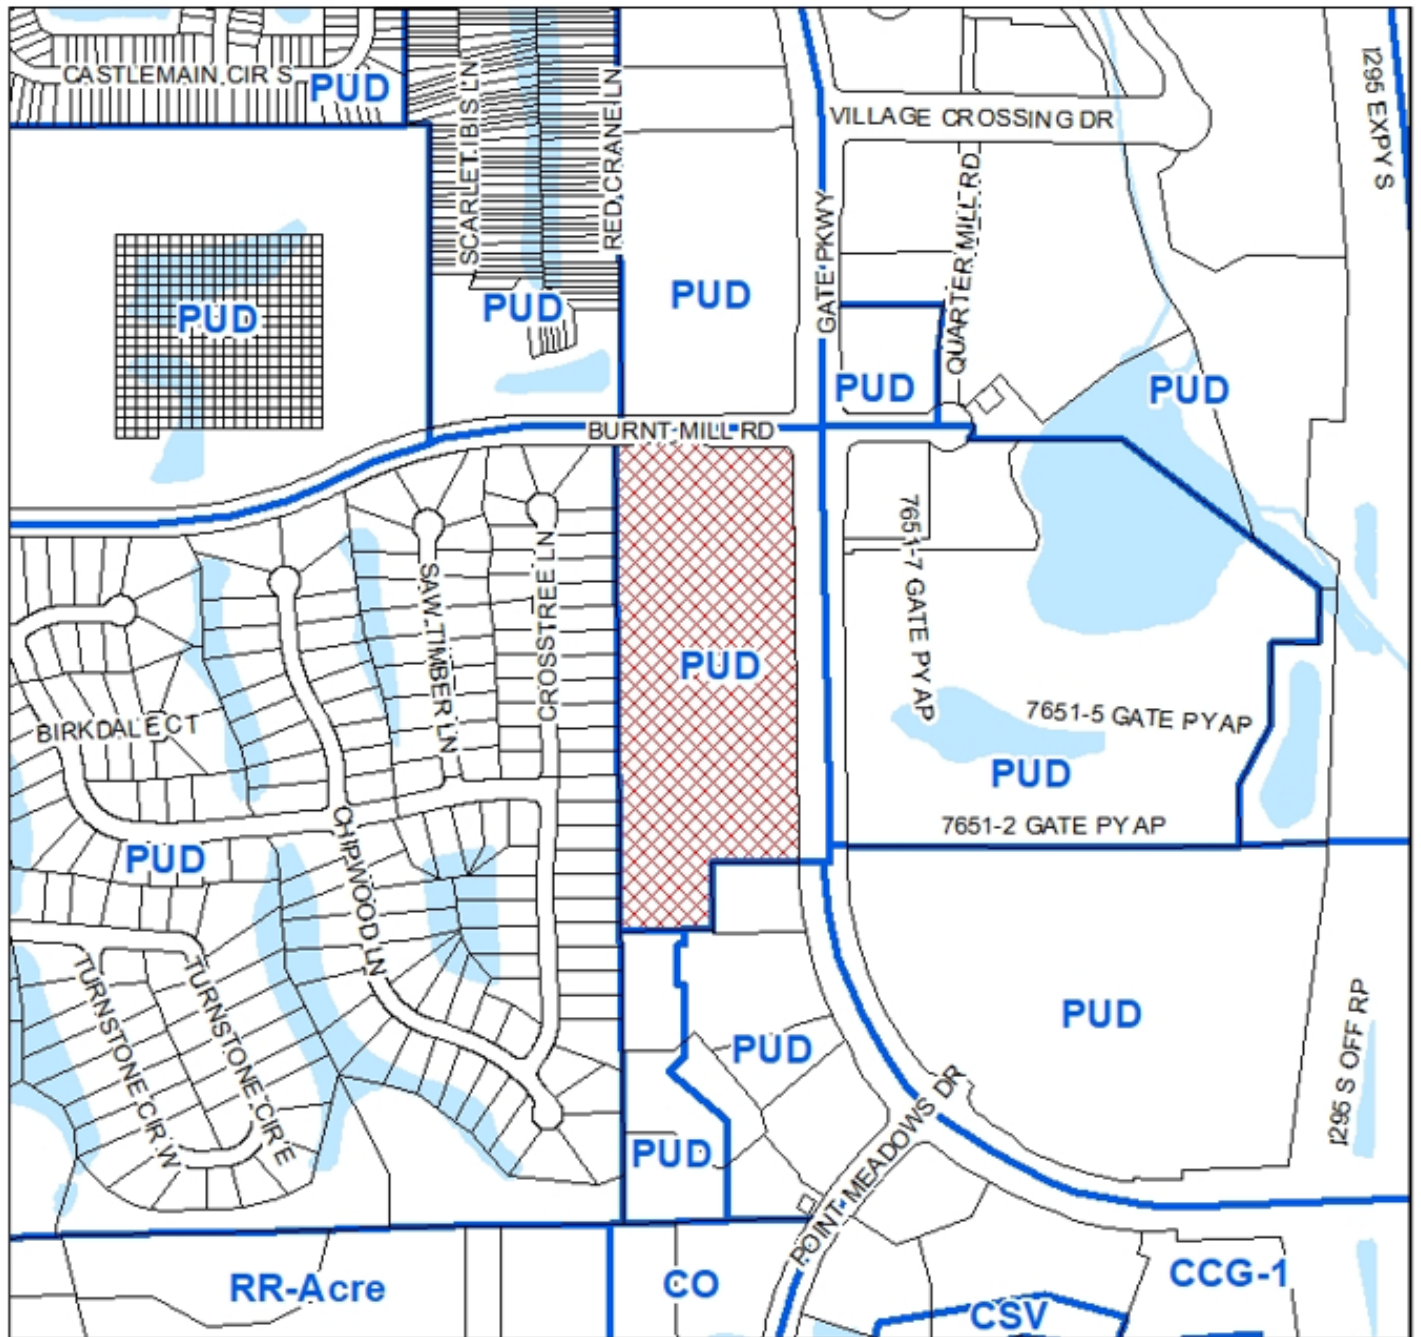 CASTLEMAIN CIR S
PUD
SCARLET IBIS LN
RED CRANE LN
VILLAGE CROSSING DR
I295 EXPY S
GATE PKWY
QUARTER MILL RD
PUD
PUD
PUD
PUD
PUD
BURNT MILL RD
7651-7 GATE PY AP
SAW TIMBER LN
CROSSTREE LN
PUD
BIRKDALE CT
7651-5 GATE PY AP
PUD
7651-2 GATE PY AP
PUD
CHIPWOOD LN
TURNSTONE CIR W
TURNSTONE CIR E
PUD
PUD
I295 S OFF RP
PUD
POINT MEADOWS DR
RR-Acre
CO
CCG-1
CSV